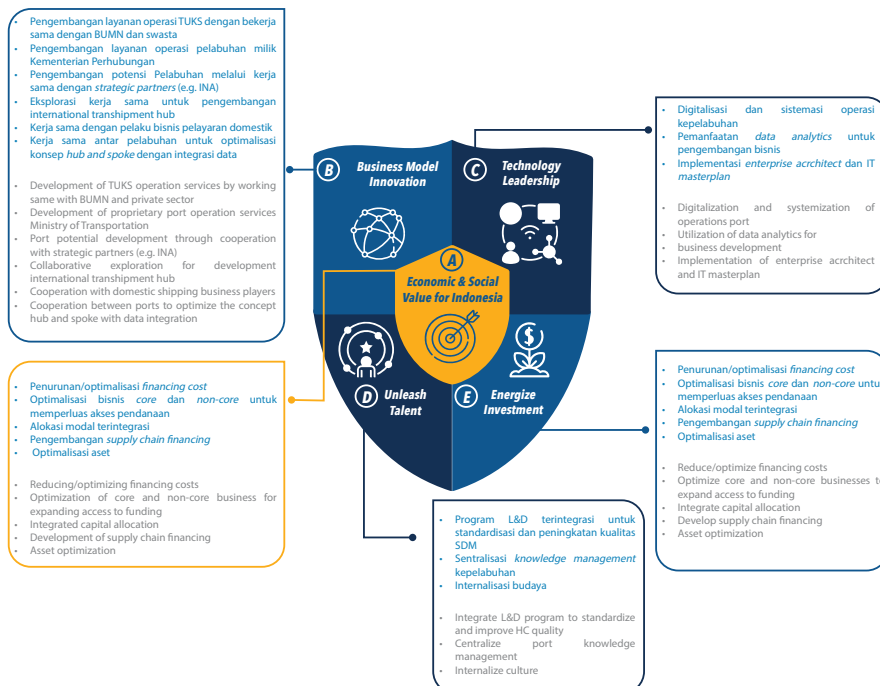 • Pengembangan layanan operasi TUKS dengan bekerja
sama dengan BUMN dan swasta
• Pengembangan layanan operasi pelabuhan milik
Kementerian Perhubungan
• Pengembangan potensi Pelabuhan melalui kerja
sama dengan strategic partners (e.g. INA)
• Eksplorasi kerja sama untuk pengembangan
international transhipment hub
• Kerja sama dengan pelaku bisnis pelayaran domestik
• Kerja sama antar pelabuhan untuk optimalisasi
konsep hub and spoke dengan integrasi data
• Development of TUKS operation services by working
same with BUMN and private sector
• Development of proprietary port operation services
Ministry of Transportation
• Port potential development through cooperation
with strategic partners (e.g. INA)
• Collaborative exploration for development
international transhipment hub
• Cooperation with domestic shipping business players
• Cooperation between ports to optimize the concept
hub and spoke with data integration
B
Business Model
Innovation
C
Technology
Leadership
A
Economic & Social
Value for Indonesia
D
Unleash
Talent
E
Energize
Investment
• Digitalisasi dan sistemasi operasi
kepelabuhan
• Pemanfaatan data analytics untuk
pengembangan bisnis
• Implementasi enterprise acrchitect dan IT
masterplan
• Digitalization and systemization of
operations port
• Utilization of data analytics for
• business development
• Implementation of enterprise acrchitect
and IT masterplan
• Penurunan/optimalisasi financing cost
• Optimalisasi bisnis core dan non-core untuk
memperluas akses pendanaan
• Alokasi modal terintegrasi
• Pengembangan supply chain financing
• Optimalisasi aset
• Reducing/optimizing financing costs
• Optimization of core and non-core business for
expanding access to funding
• Integrated capital allocation
• Development of supply chain financing
• Asset optimization
• Program L&D terintegrasi untuk
standardisasi dan peningkatan kualitas
SDM
• Sentralisasi knowledge management
kepelabuhan
• Internalisasi budaya
• Integrate L&D program to standardize
and improve HC quality
• Centralize port knowledge
management
• Internalize culture
• Penurunan/optimalisasi financing cost
• Optimalisasi bisnis core dan non-core untuk
memperluas akses pendanaan
• Alokasi modal terintegrasi
• Pengembangan supply chain financing
• Optimalisasi aset
• Reduce/optimize financing costs
• Optimize core and non-core businesses to
expand access to funding
• Integrate capital allocation
• Develop supply chain financing
• Asset optimization